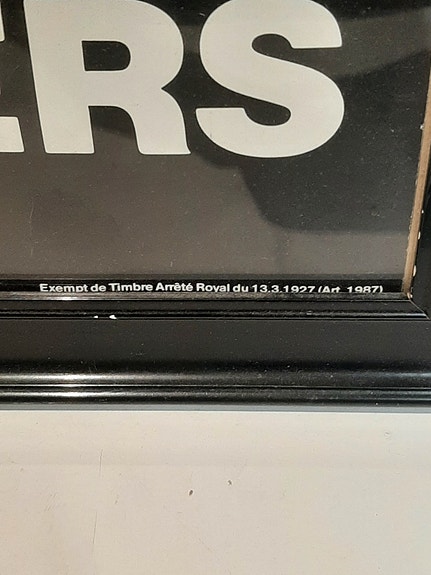 ERS
Exempt de Timbre Arrêté Royal du 13.3.1927 (Art. 1987)